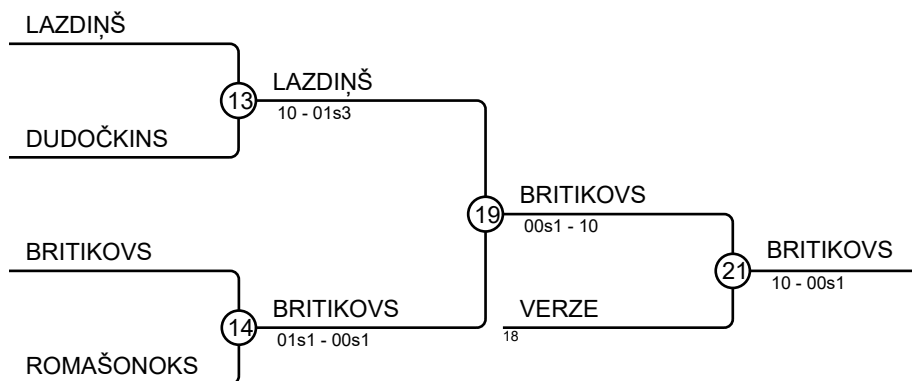 LAZDIŅŠ
13
LAZDIŅŠ
10 - 01s3
DUDOČKINS
19
BRITIKOVS
00s1 - 10
BRITIKOVS
21
BRITIKOVS
10 - 00s1
14
BRITIKOVS
01s1 - 00s1
VERZE
18
ROMAŠONOKS